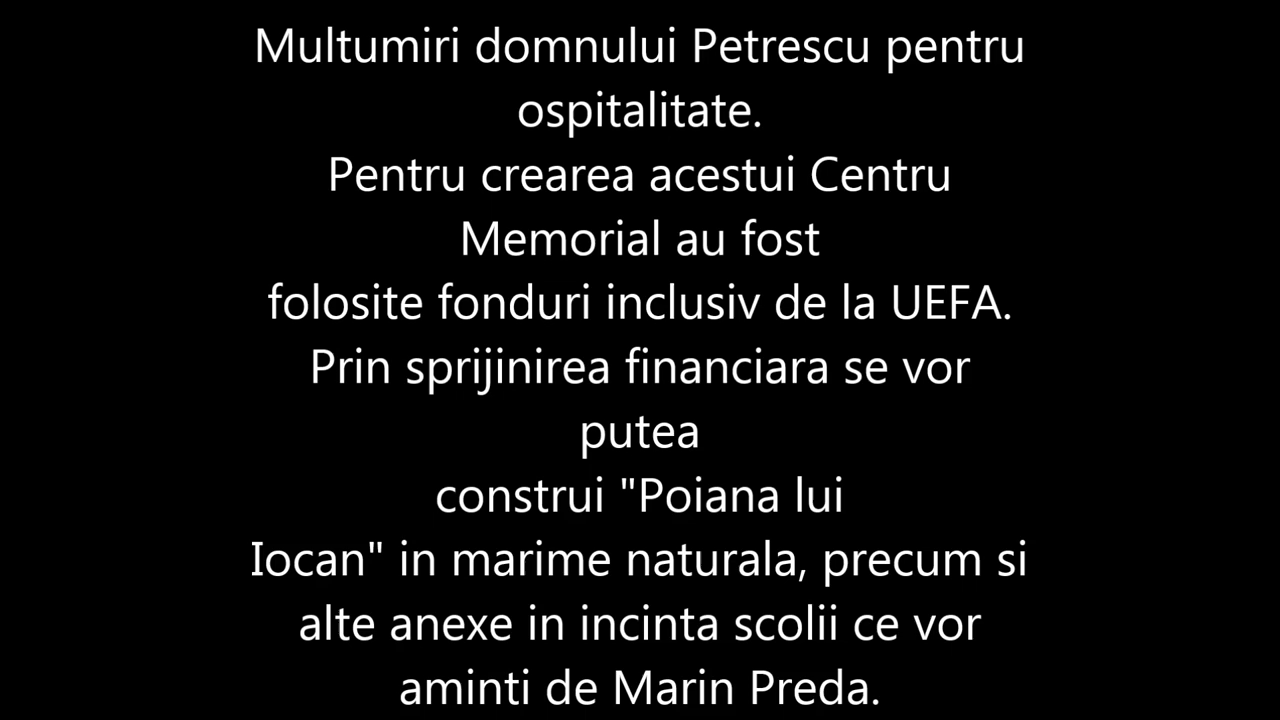 Multumiri domnului Petrescu pentru
ospitalitate.
Pentru crearea acestui Centru
Memorial au fost
folosite fonduri inclusiv de la UEFA.
Prin sprijinirea financiara se vor
putea
construi "Poiana lui
Iocan" in marime naturala, precum si
alte anexe in incinta scolii ce vor
aminti de Marin Preda.